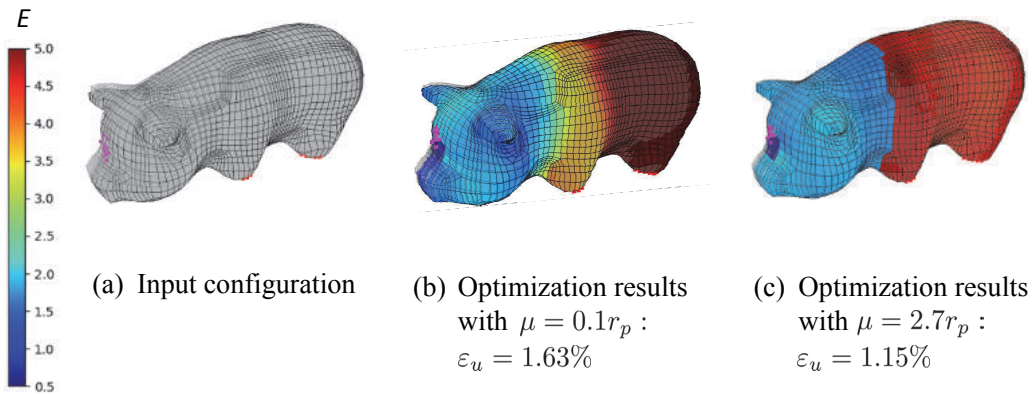 E
5.0
4.5
4.0
3.5
3.0
2.5
2.0
1.5
1.0
0.5
(a) Input configuration
(b) Optimization results
with μ = 0.1r_p :
ε_u = 1.63%
(c) Optimization results
with μ = 2.7r_p :
ε_u = 1.15%